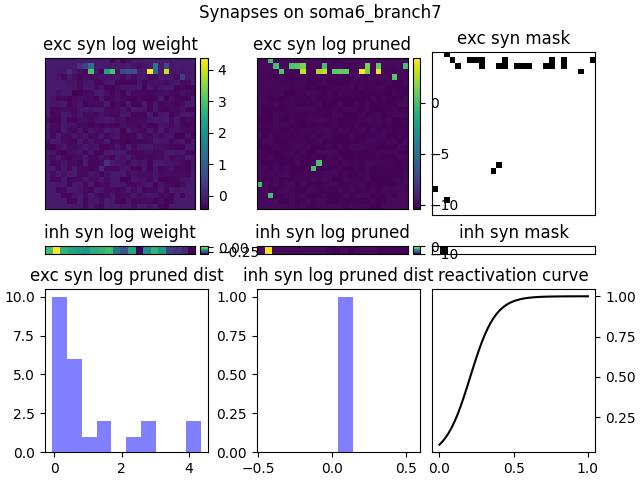 Synapses on soma6_branch7
exc syn log weight
exc syn log pruned
exc syn mask
4
3
2
1
0
0
−5
−10
inh syn log weight
inh syn log pruned
inh syn mask
0.00
−0.25
0
−10
exc syn log pruned dist
inh syn log pruned dist
reactivation curve
10.0
7.5
5.0
2.5
0.0
0 2 4
1.00
0.75
0.50
0.25
0.00
−0.5 0.0 0.5
1.00
0.75
0.50
0.25
0.0 0.5 1.0